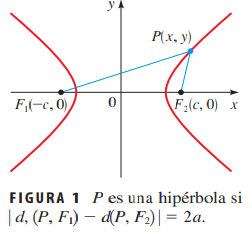 y
P(x, y)
F₁(−c, 0)
0
F₂(c, 0)
x
FIGURA 1 P es una hipérbola si
| d, (P, F₁) − d(P, F₂)| = 2a.